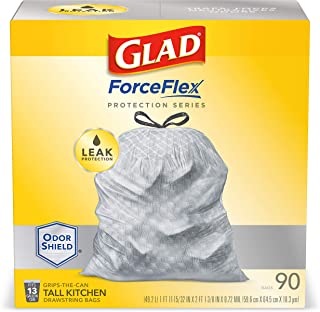 GLAD
ForceFlex
PROTECTION SERIES
LEAK
PROTECTION
ODOR
SHIELD
GRIPS-THE-CAN
13
TALL KITCHEN
DRAWSTRING BAGS
BAGS
90